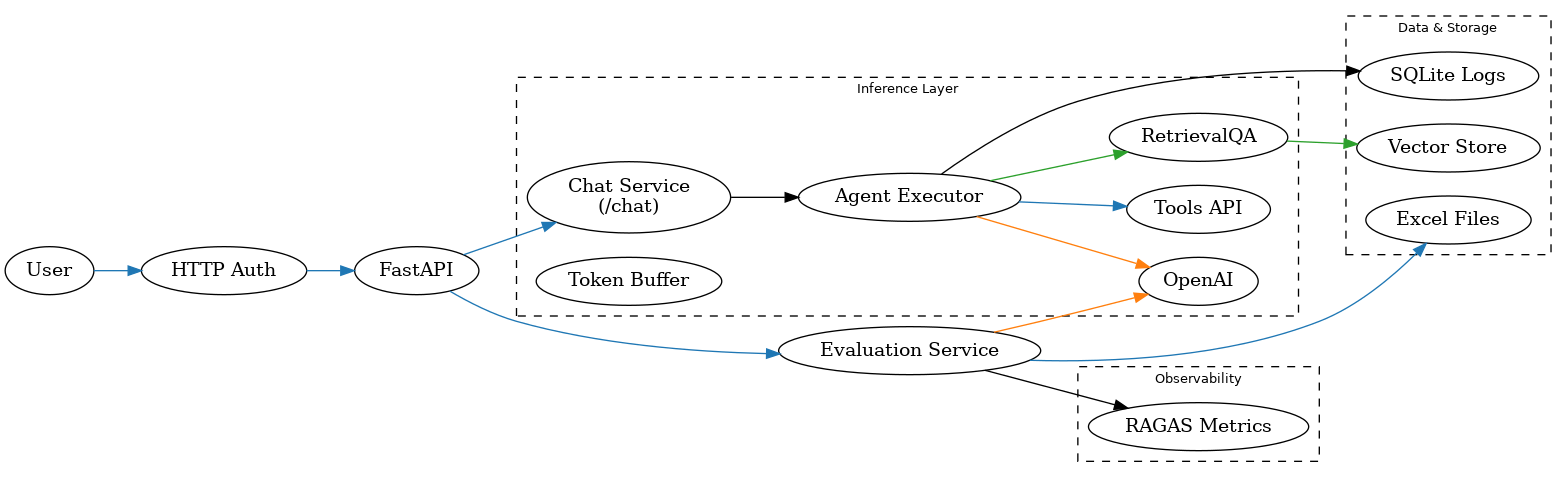 Data & Storage
SQLite Logs
Inference Layer
RetrievalQA
Vector Store
Chat Service
(/chat)
Agent Executor
Tools API
Excel Files
User
HTTP Auth
FastAPI
Token Buffer
OpenAI
Evaluation Service
Observability
RAGAS Metrics